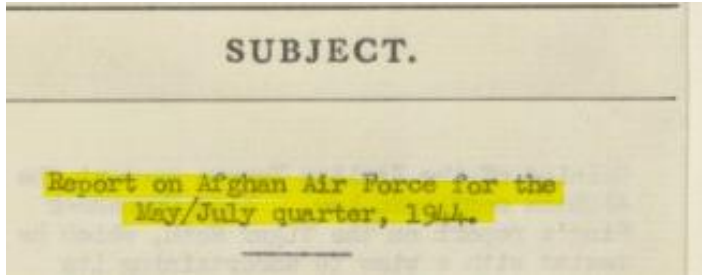 SUBJECT.
Report on Afghan Air Force for the
May/July quarter, 1944.